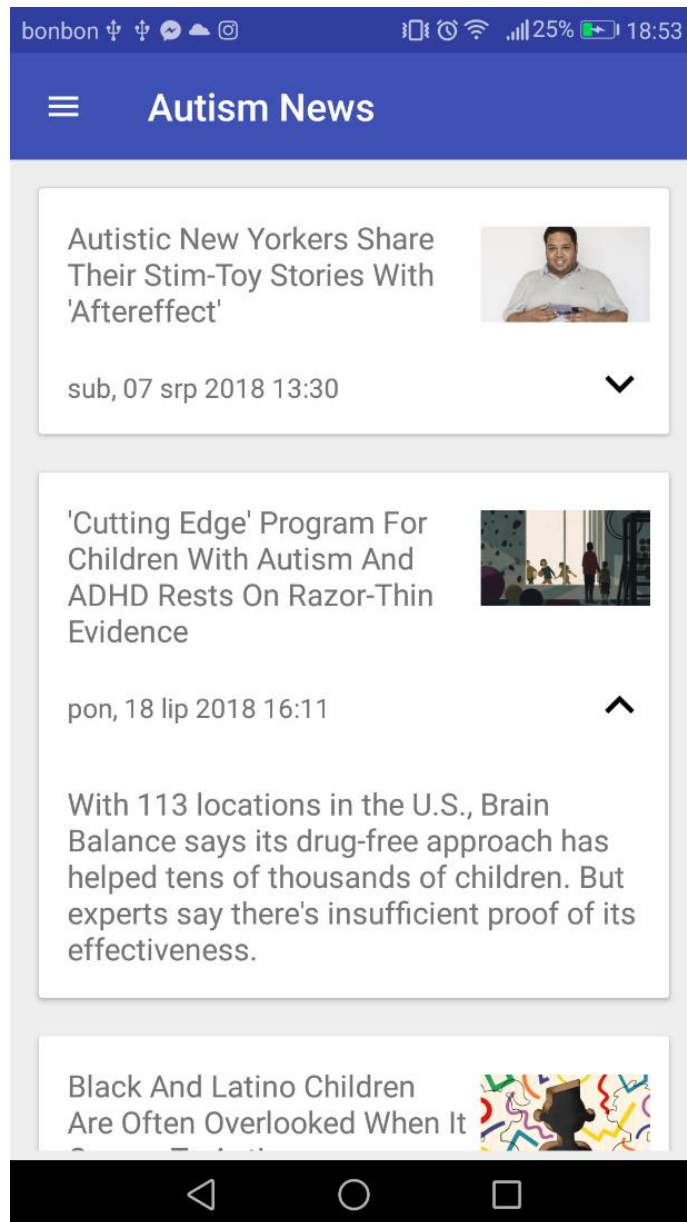 bonbon 25% 18:53
Autism News
Autistic New Yorkers Share
Their Stim-Toy Stories With
'Aftereffect'
sub, 07 srp 2018 13:30
'Cutting Edge' Program For
Children With Autism And
ADHD Rests On Razor-Thin
Evidence
pon, 18 lip 2018 16:11
With 113 locations in the U.S., Brain
Balance says its drug-free approach has
helped tens of thousands of children. But
experts say there's insufficient proof of its
effectiveness.
Black And Latino Children
Are Often Overlooked When It